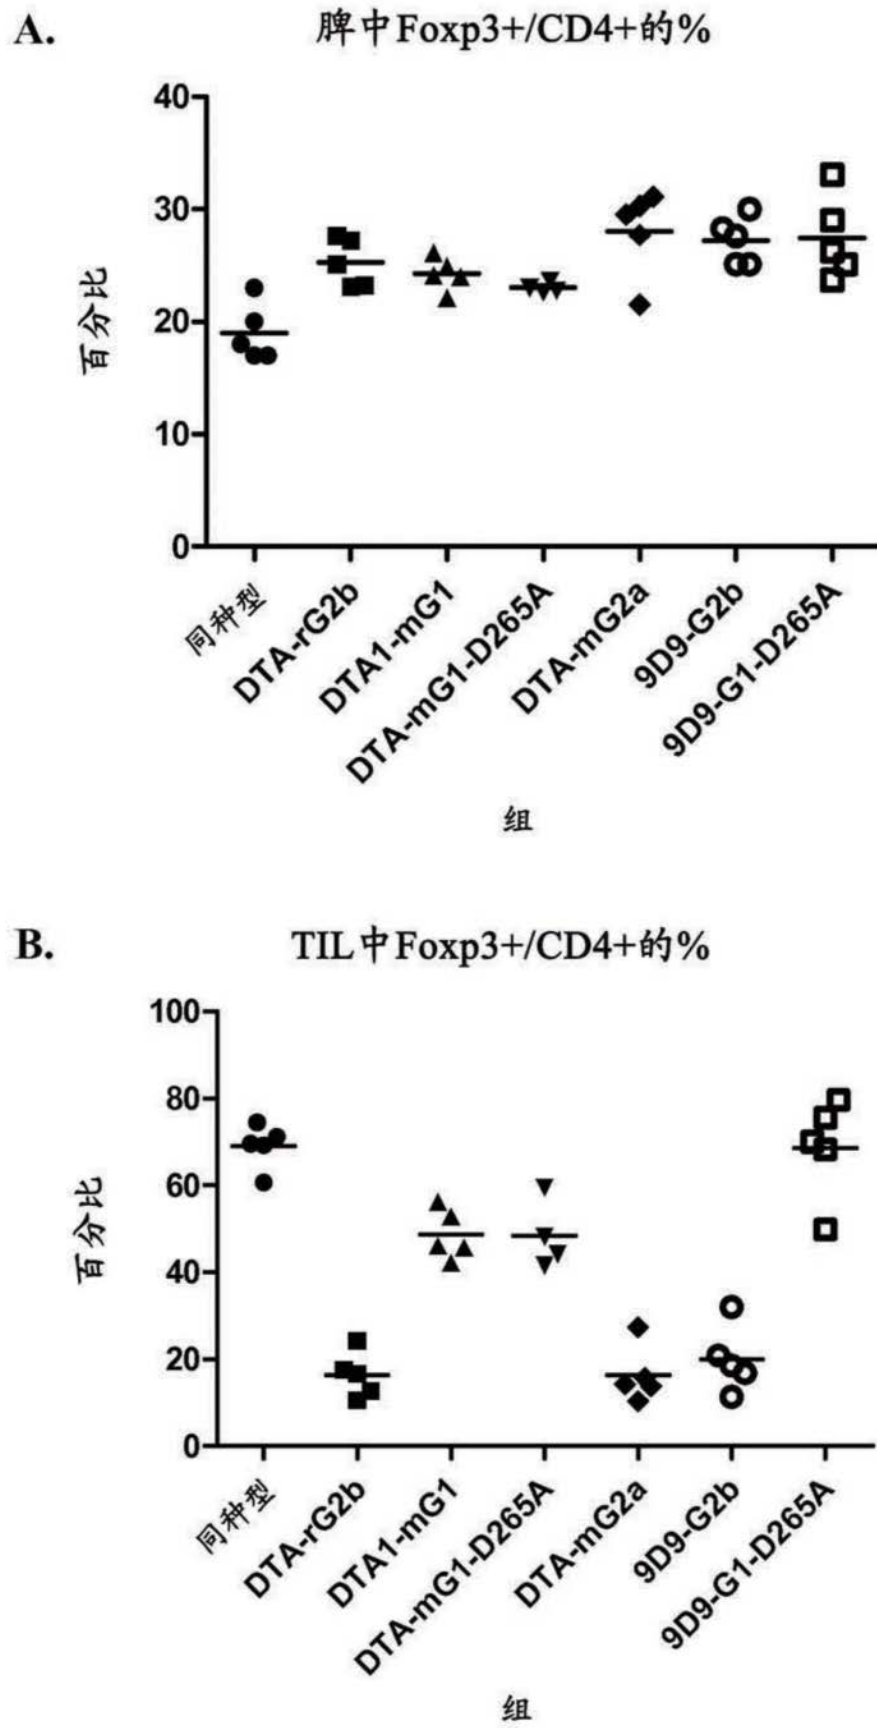 A.
脾中Foxp3+/CD4+的%
40
30
20
10
0
百分比
同种型
DTA-rG2b
DTA1-mG1
DTA-mG1-D265A
DTA-mG2a
9D9-G2b
9D9-G1-D265A
组
B.
TIL中Foxp3+/CD4+的%
100
80
60
40
20
0
百分比
同种型
DTA-rG2b
DTA1-mG1
DTA-mG1-D265A
DTA-mG2a
9D9-G2b
9D9-G1-D265A
组